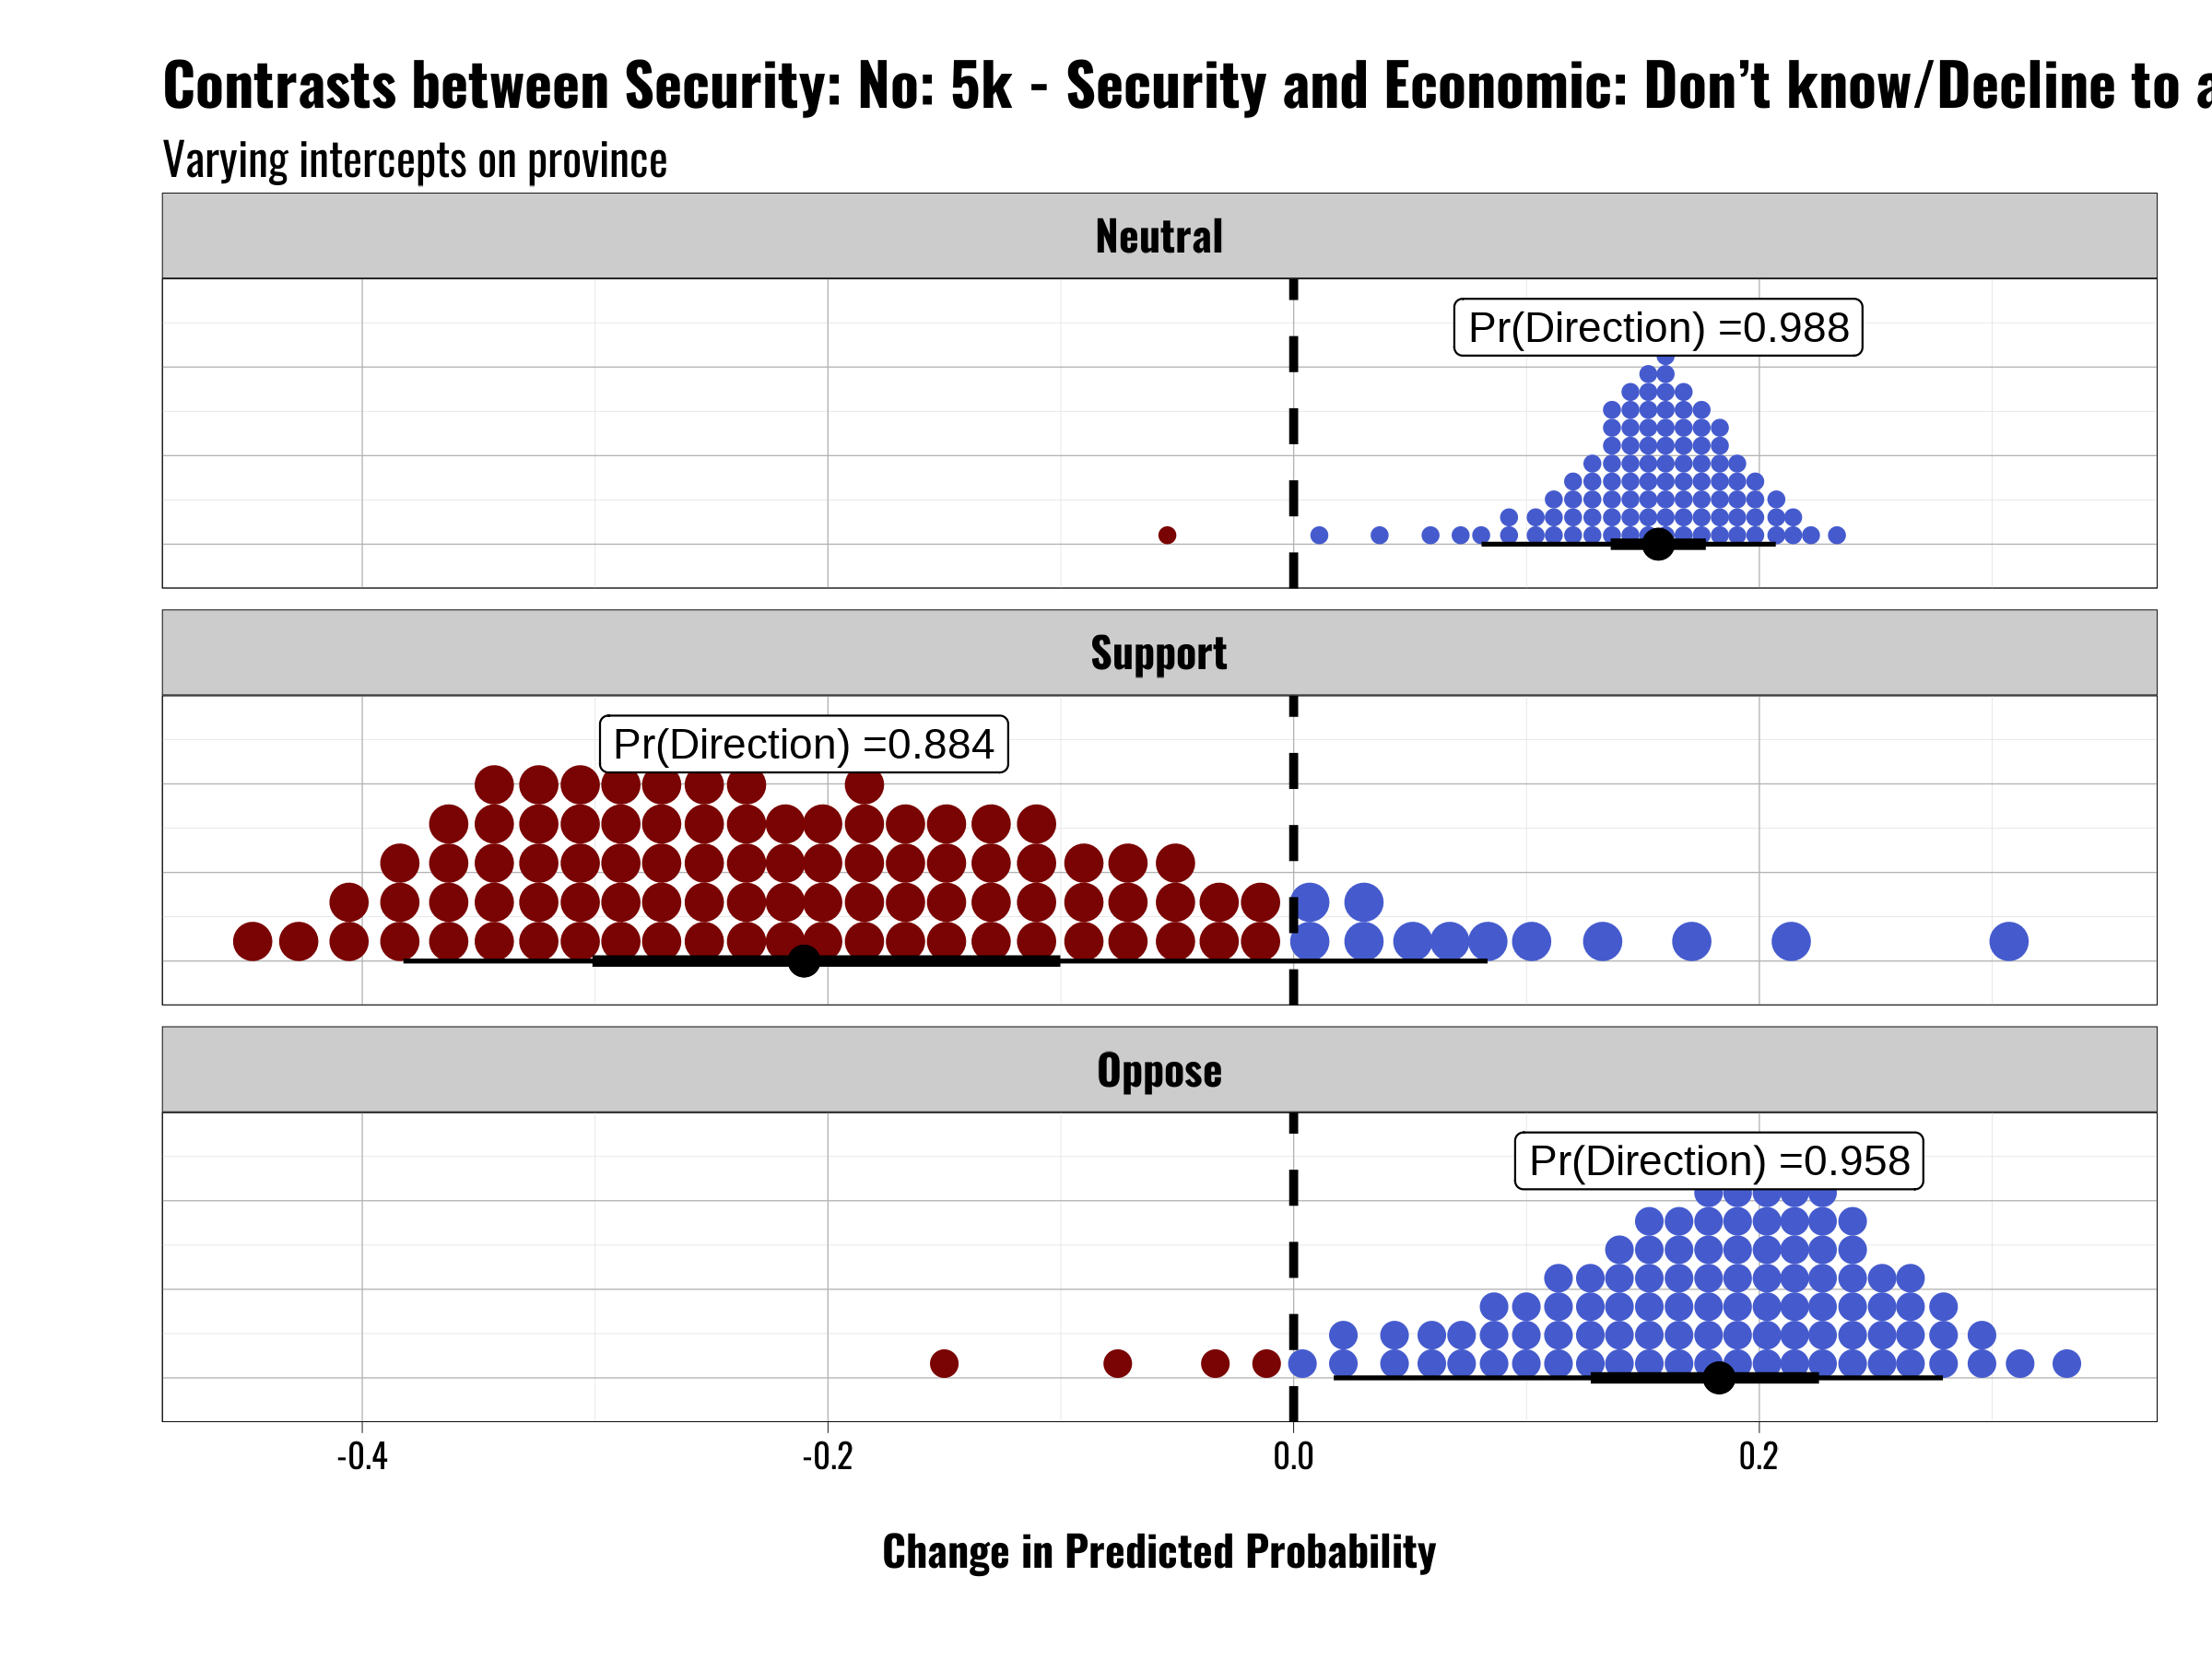 Contrasts between Security: No: 5k - Security and Economic: Don’t know/Decline to
Varying intercepts on province
Neutral
Pr(Direction) =0.988
Support
Pr(Direction) =0.884
Oppose
Pr(Direction) =0.958
-0.4
-0.2
0.0
0.2
Change in Predicted Probability